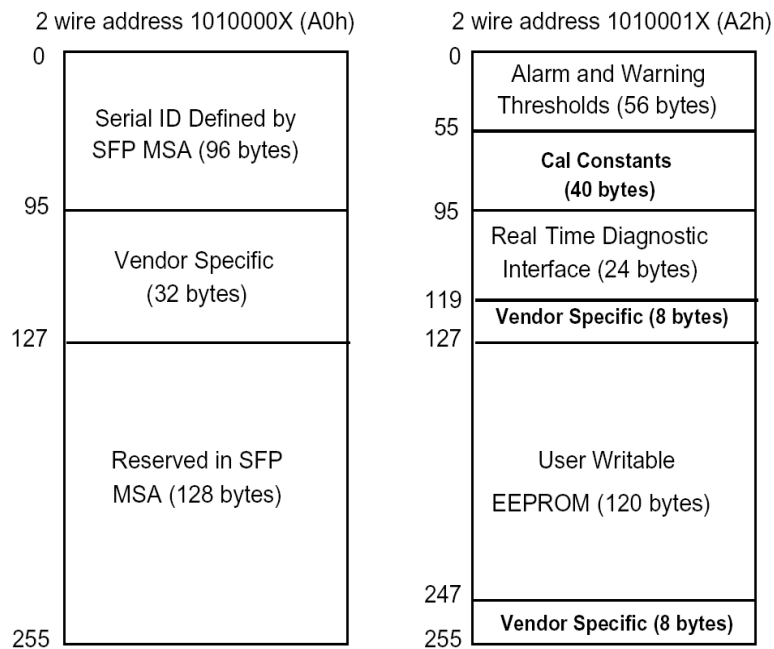 2 wire address 1010000X (A0h)
0
Serial ID Defined by
SFP MSA (96 bytes)
95
Vendor Specific
(32 bytes)
127
Reserved in SFP
MSA (128 bytes)
255
2 wire address 1010001X (A2h)
0
Alarm and Warning
Thresholds (56 bytes)
55
Cal Constants
(40 bytes)
95
Real Time Diagnostic
Interface (24 bytes)
119
Vendor Specific (8 bytes)
127
User Writable
EEPROM (120 bytes)
247
Vendor Specific (8 bytes)
255